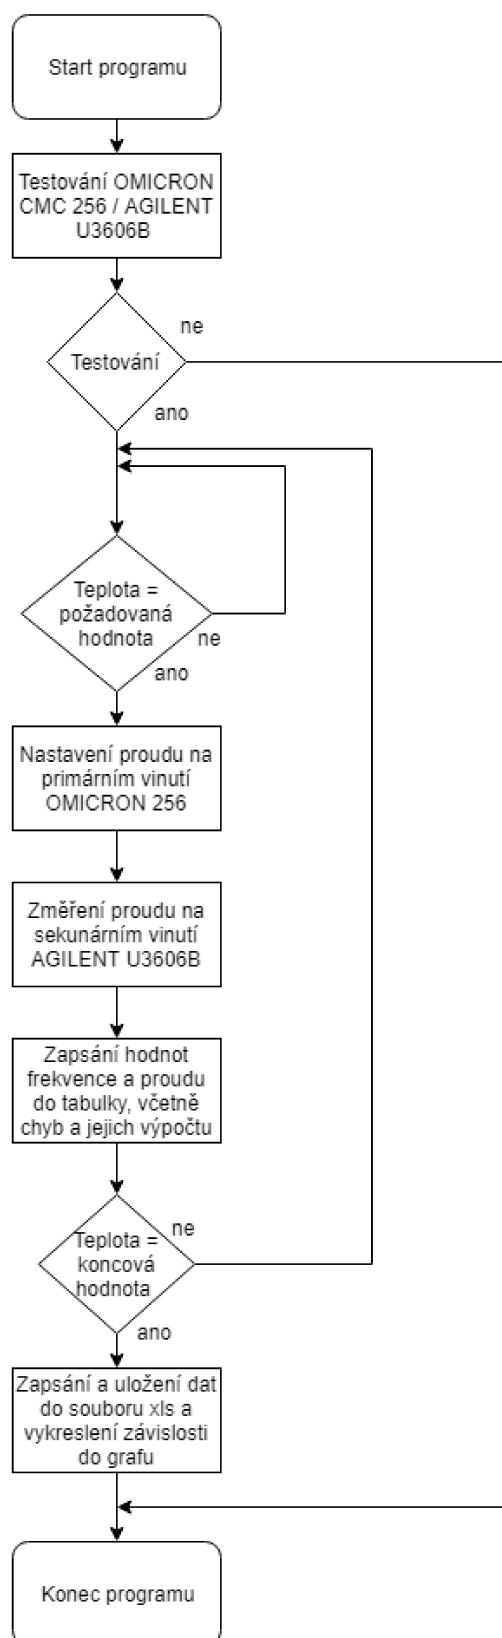 Start programu
Testování OMICRON
CMC 256 / AGILENT
U3606B
ne
Testování
ano
Teplota =
požadovaná
hodnota
ne
ano
Nastavení proudu na
primárním vinutí
OMICRON 256
Změření proudu na
sekunárním vinutí
AGILENT U3606B
Zapsání hodnot
frekvence a proudu
do tabulky, včetně
chyb a jejich výpočtu
ne
Teplota =
koncová
hodnota
ano
Zapsání a uložení dat
do souboru xls a
vykreslení závislosti
do grafu
Konec programu